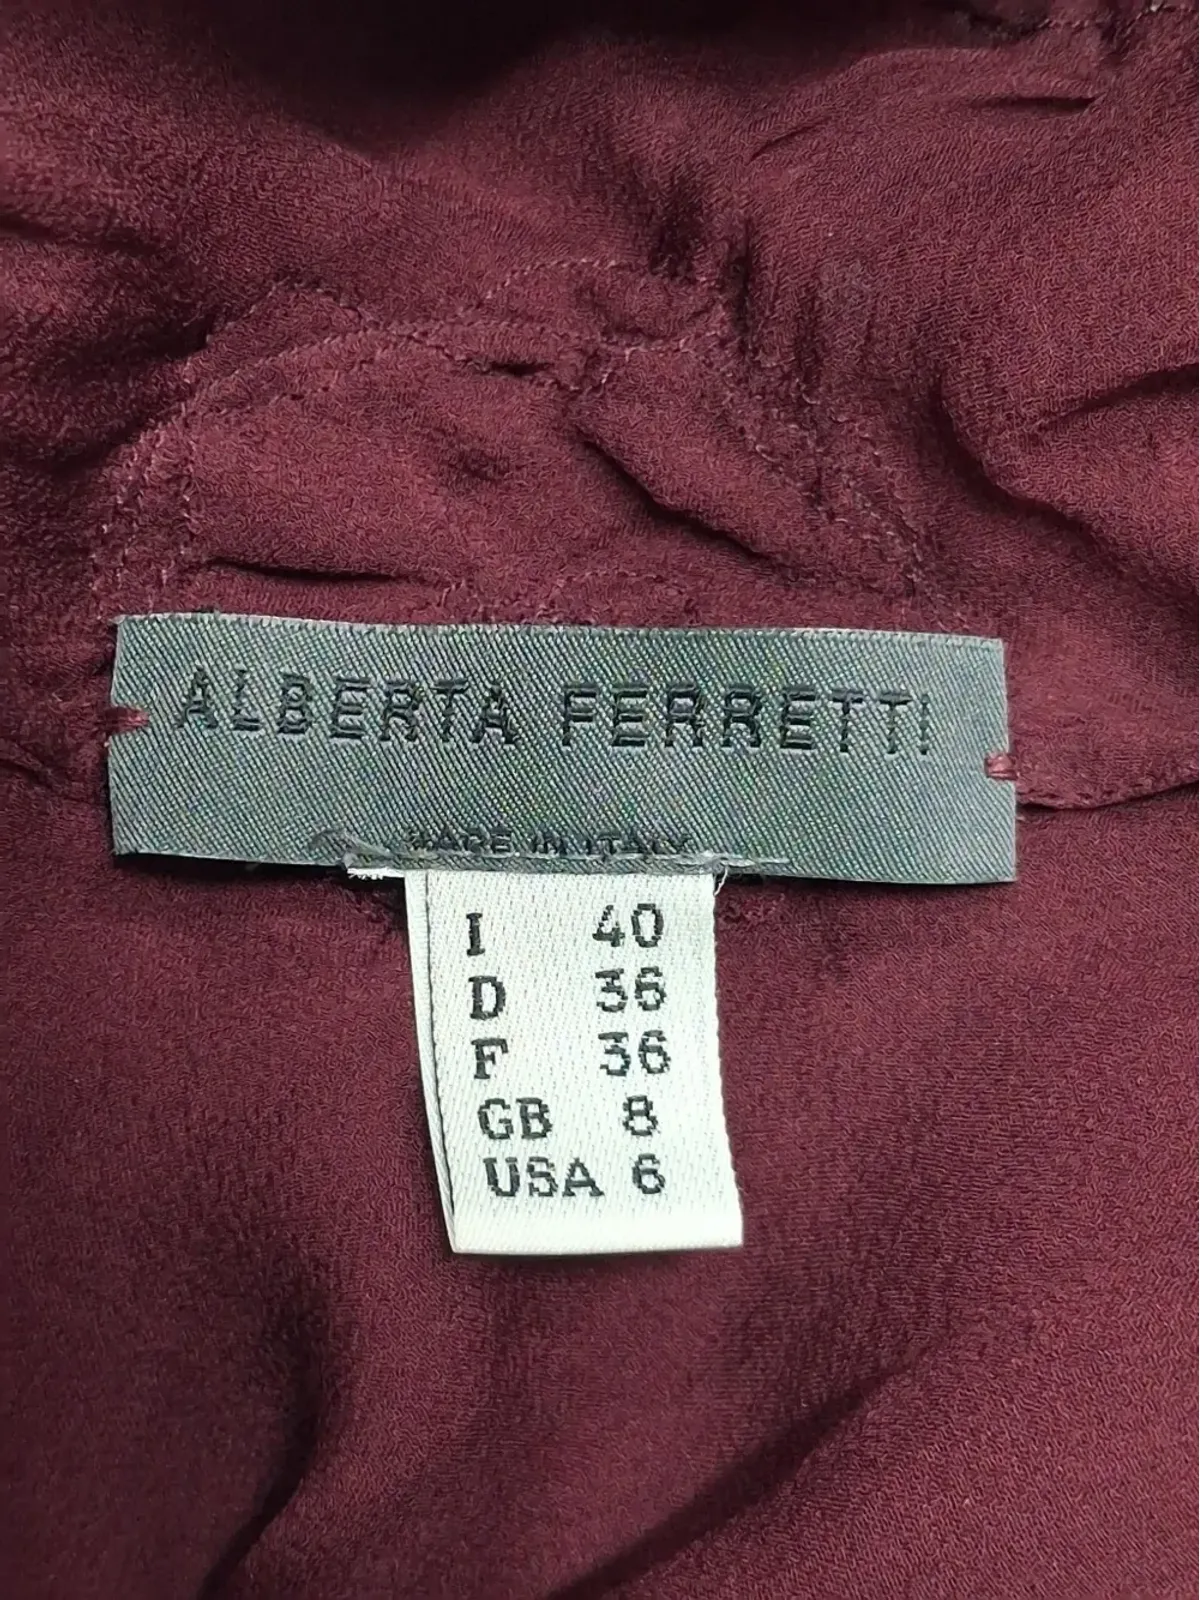 ALBERTA FERRETTI
MADE IN ITALY
I 40
D 36
F 36
GB 8
USA 6